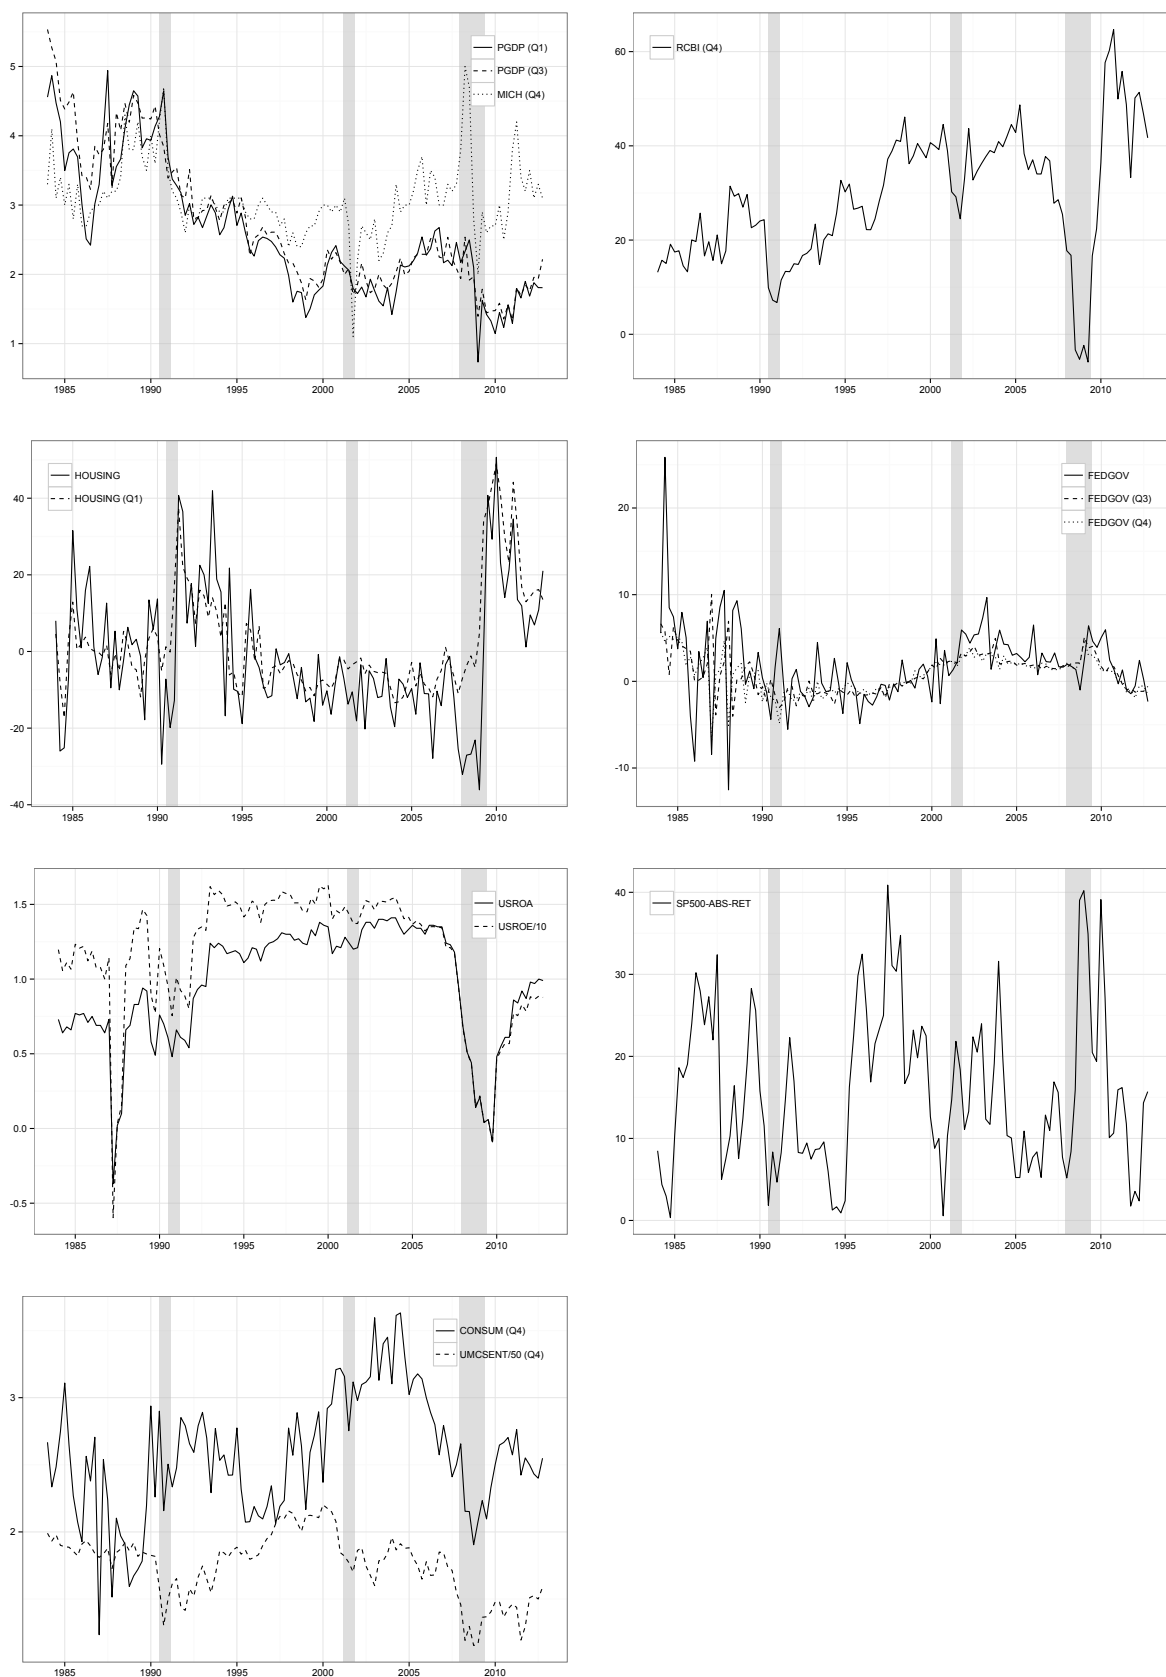 PGDP (Q1)
PGDP (Q3)
MICH (Q4)
5
4
3
2
1
1985 1990 1995 2000 2005 2010
RCBI (Q4)
60
40
20
0
1985 1990 1995 2000 2005 2010
HOUSING
HOUSING (Q1)
40
20
0
-20
-40
1985 1990 1995 2000 2005 2010
FEDGOV
FEDGOV (Q3)
FEDGOV (Q4)
20
10
0
-10
1985 1990 1995 2000 2005 2010
USROA
USROE/10
1.5
1.0
0.5
0.0
-0.5
1985 1990 1995 2000 2005 2010
SP500-ABS-RET
40
30
20
10
0
1985 1990 1995 2000 2005 2010
CONSUM (Q4)
UMCSENT/50 (Q4)
3
2
1985 1990 1995 2000 2005 2010